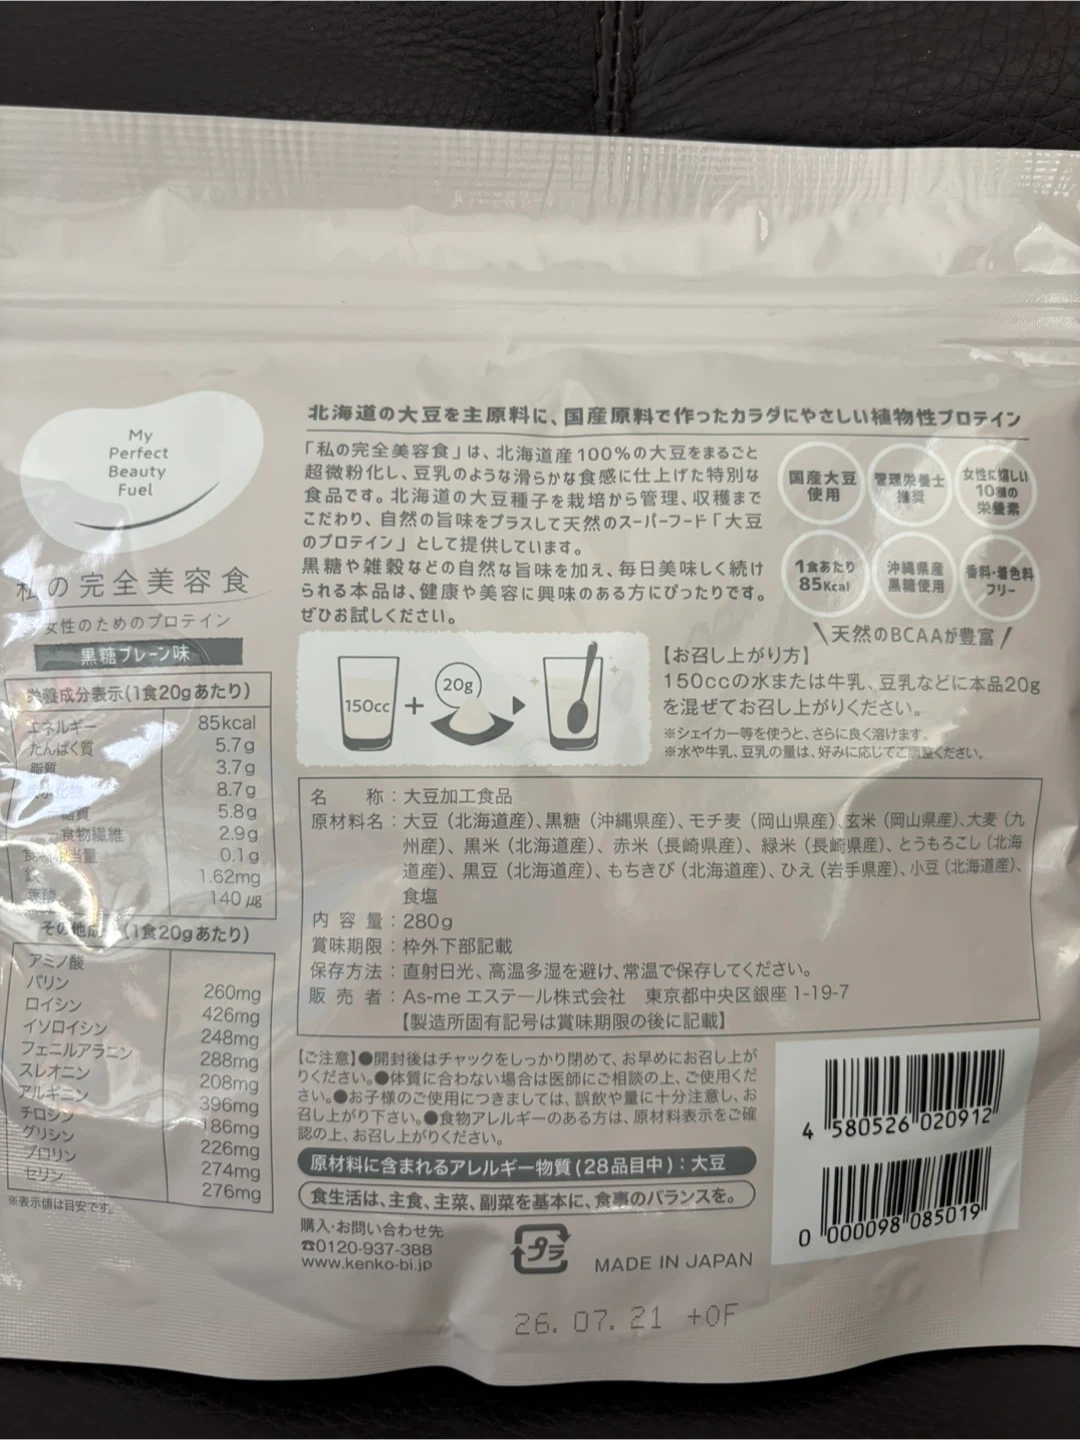 My
Perfect
Beauty
Fuel
私の完全美容食
女性のためのプロテイン
黒糖プレーン味
栄養成分表示(1食20gあたり)
エネルギー 85kcal
たんぱく質 5.7g
脂質 3.7g
8.7g
糖質 5.8g
食物繊維 2.9g
当量 0.1g
1.62mg
葉酸 140μg
その他成 (1食20gあたり)
アミノ酸
バリン 260mg
ロイシン 426mg
イソロイシン 248mg
フェニルアラニン 288mg
スレオニン 208mg
アルギニン 396mg
チロシン 186mg
グリシン 226mg
プロリン 274mg
セリン 276mg
※表示値は目安です。
北海道の大豆を主原料に、国産原料で作ったカラダにやさしい植物性プロテイン
「私の完全美容食」は、北海道産100%の大豆をまるごと
超微粉化し、豆乳のような滑らかな食感に仕上げた特別な
食品です。北海道の大豆種子を栽培から管理、収穫まで
こだわり、自然の旨味をプラスして天然のスーパーフード「大豆
のプロテイン」として提供しています。
黒糖や雑穀などの自然な旨味を加え、毎日美味しく続け
られる本品は、健康や美容に興味のある方にぴったりです。
ぜひお試しください。
国産大豆
使用
管理栄養士
推奨
女性に嬉しい
10種の
栄養素
1食あたり
85Kcal
沖縄県産
黒糖使用
香料・着色料
フリー
\天然のBCAAが豊富/
150cc + 20g
【お召し上がり方】
150ccの水または牛乳、豆乳などに本品20g
を混ぜてお召し上がりください。
※シェイカー等を使うと、さらに良く溶けます。
※水や牛乳、豆乳の量は、好みに応じてご調整ください。
名 称：大豆加工食品
原材料名：大豆（北海道産）、黒糖（沖縄県産）、モチ麦（岡山県産）、玄米（岡山県産）、大麦（九
州産）、黒米（北海道産）、赤米（長崎県産）、緑米（長崎県産）、とうもろこし（北海
道産）、黒豆（北海道産）、もちきび（北海道産）、ひえ（岩手県産）、小豆（北海道産）、
食塩
内容量：280g
賞味期限：枠外下部記載
保存方法：直射日光、高温多湿を避け、常温で保存してください。
販売者：As-meエステール株式会社 東京都中央区銀座1-19-7
【製造所固有記号は賞味期限の後に記載】
【ご注意】●開封後はチャックをしっかり閉めて、お早めにお召し上が
りください。●体質に合わない場合は医師にご相談の上、ご使用くだ
さい。●お子様のご使用につきましては、誤飲や量に十分注意し、お
召し上がり下さい。●食物アレルギーのある方は、原材料表示をご確
認の上、お召し上がりください。
原材料に含まれるアレルギー物質(28品目中)：大豆
食生活は、主食、主菜、副菜を基本に、食事のバランスを。
購入・お問い合わせ先
☎0120-937-388
www.kenko-bi.jp
プラ
MADE IN JAPAN
4 580526 020912
0 000098 085019
26. 07. 21 +OF